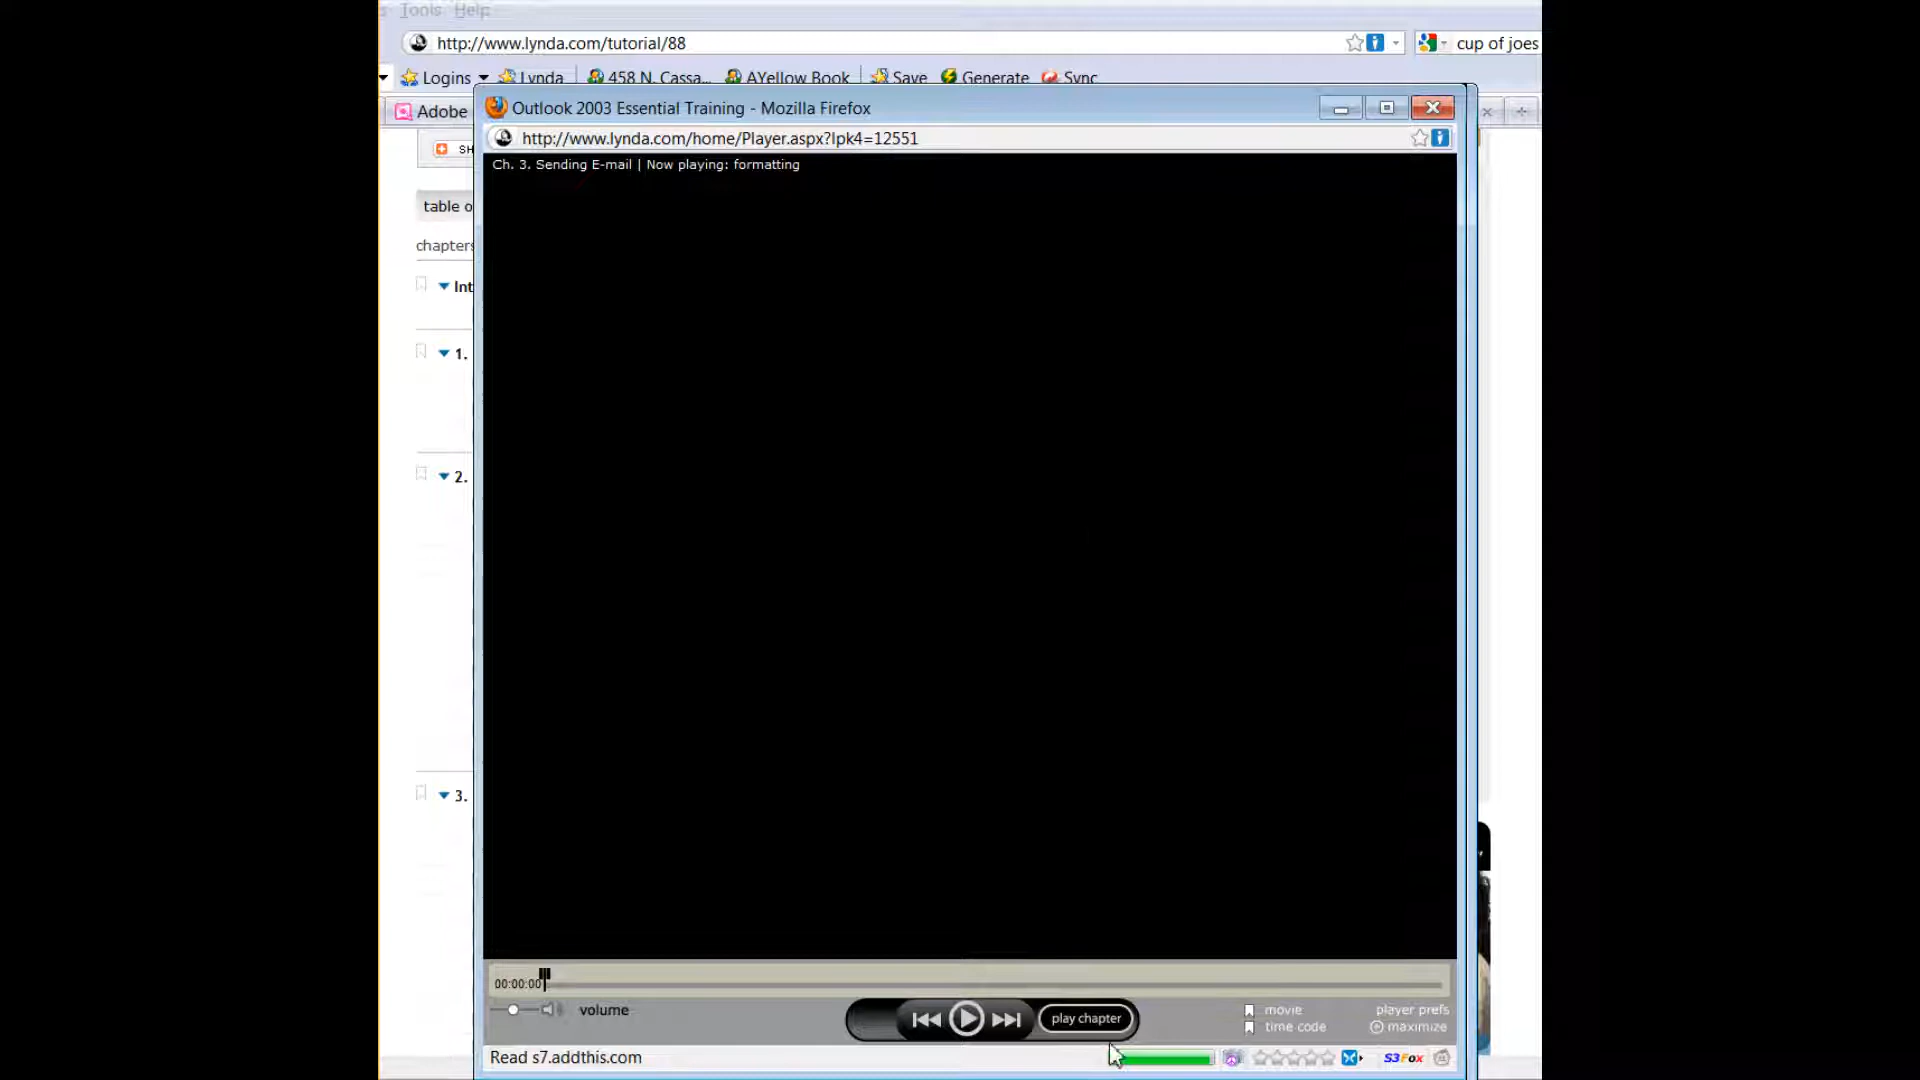 Tools Help
http://www.lynda.com/tutorial/88
cup of joes
Logins Lynda 458 N. Cassa... AYellow Book Save Generate Sync
Adobe
Outlook 2003 Essential Training - Mozilla Firefox
http://www.lynda.com/home/Player.aspx?lpk4=12551
SH
Ch. 3. Sending E-mail | Now playing: formatting
table o
chapters
Int
1.
2.
3.
00:00:00
volume
play chapter
movie
player prefs
time code
maximize
Read s7.addthis.com
S3Fox